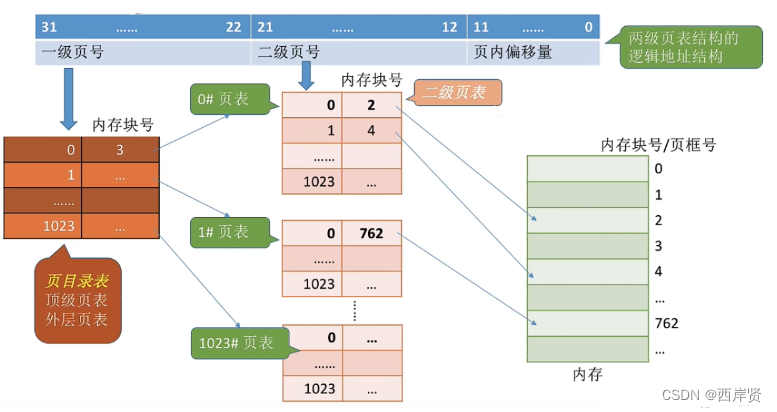 31 …… 22 21 …… 12 11 …… 0
一级页号 二级页号 页内偏移量
两级页表结构的
逻辑地址结构
内存块号
0# 页表
二级页表
0 2
1 4
……
1023 …
内存块号
0 3
1 …
……
1023 …
页目录表
顶级页表
外层页表
1# 页表
0 762
……
1023 …
……
1023# 页表
0 …
……
1023 …
内存块号/页框号
0
1
2
3
4
…
762
…
内存
CSDN @西岸贤